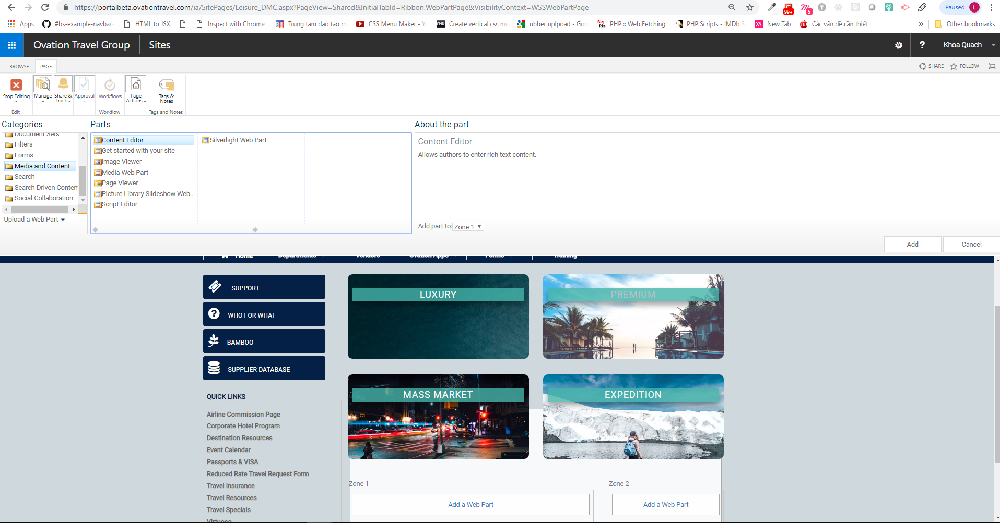 https://portalbeta.ovationtravel.com/ia/SitePages/Leisure_DMC.aspx?PageView=Shared&InitialTabId=Ribbon.WebPartPage&VisibilityContext=WSSWebPartPage
99+
5
Paused
L
Apps
#bs-example-navbar
HTML to JSX
Inspect with Chrome
Trung tam dao tao m
CSS Menu Maker - Yo
CMB
Create vertical css me
ubber uplpoad - Goo
Big Res
PHP :: Web Fetching
PHP Scripts - IMDb S
New Tab
Các vấn đề cần thiết
»
Other bookmarks
Ovation Travel Group
Sites
?
Khoa Quach
BROWSE
PAGE
SHARE
FOLLOW
Stop Editing
Manage
Share & Track
Approval
Workflows
Page Actions
Tags & Notes
Edit
Workflow
Tags and Notes
Categories
Parts
About the part
Document Sets
Filters
Forms
Media and Content
Search
Search-Driven Conten
Social Collaboration
Upload a Web Part
Content Editor
Get started with your site
Image Viewer
Media Web Part
Page Viewer
Picture Library Slideshow Web...
Script Editor
Silverlight Web Part
Content Editor
Allows authors to enter rich text content.
Add part to:
Zone 1
Add
Cancel
Home
Departments
Vendors
Ovation Apps
Forms
Training
SUPPORT
WHO FOR WHAT
BAMBOO
SUPPLIER DATABASE
QUICK LINKS
Airline Commission Page
Corporate Hotel Program
Destination Resources
Event Calendar
Passports & VISA
Reduced Rate Travel Request Form
Travel Insurance
Travel Resources
Travel Specials
Virtuoso
LUXURY
PREMIUM
MASS MARKET
EXPEDITION
Zone 1
Add a Web Part
Zone 2
Add a Web Part